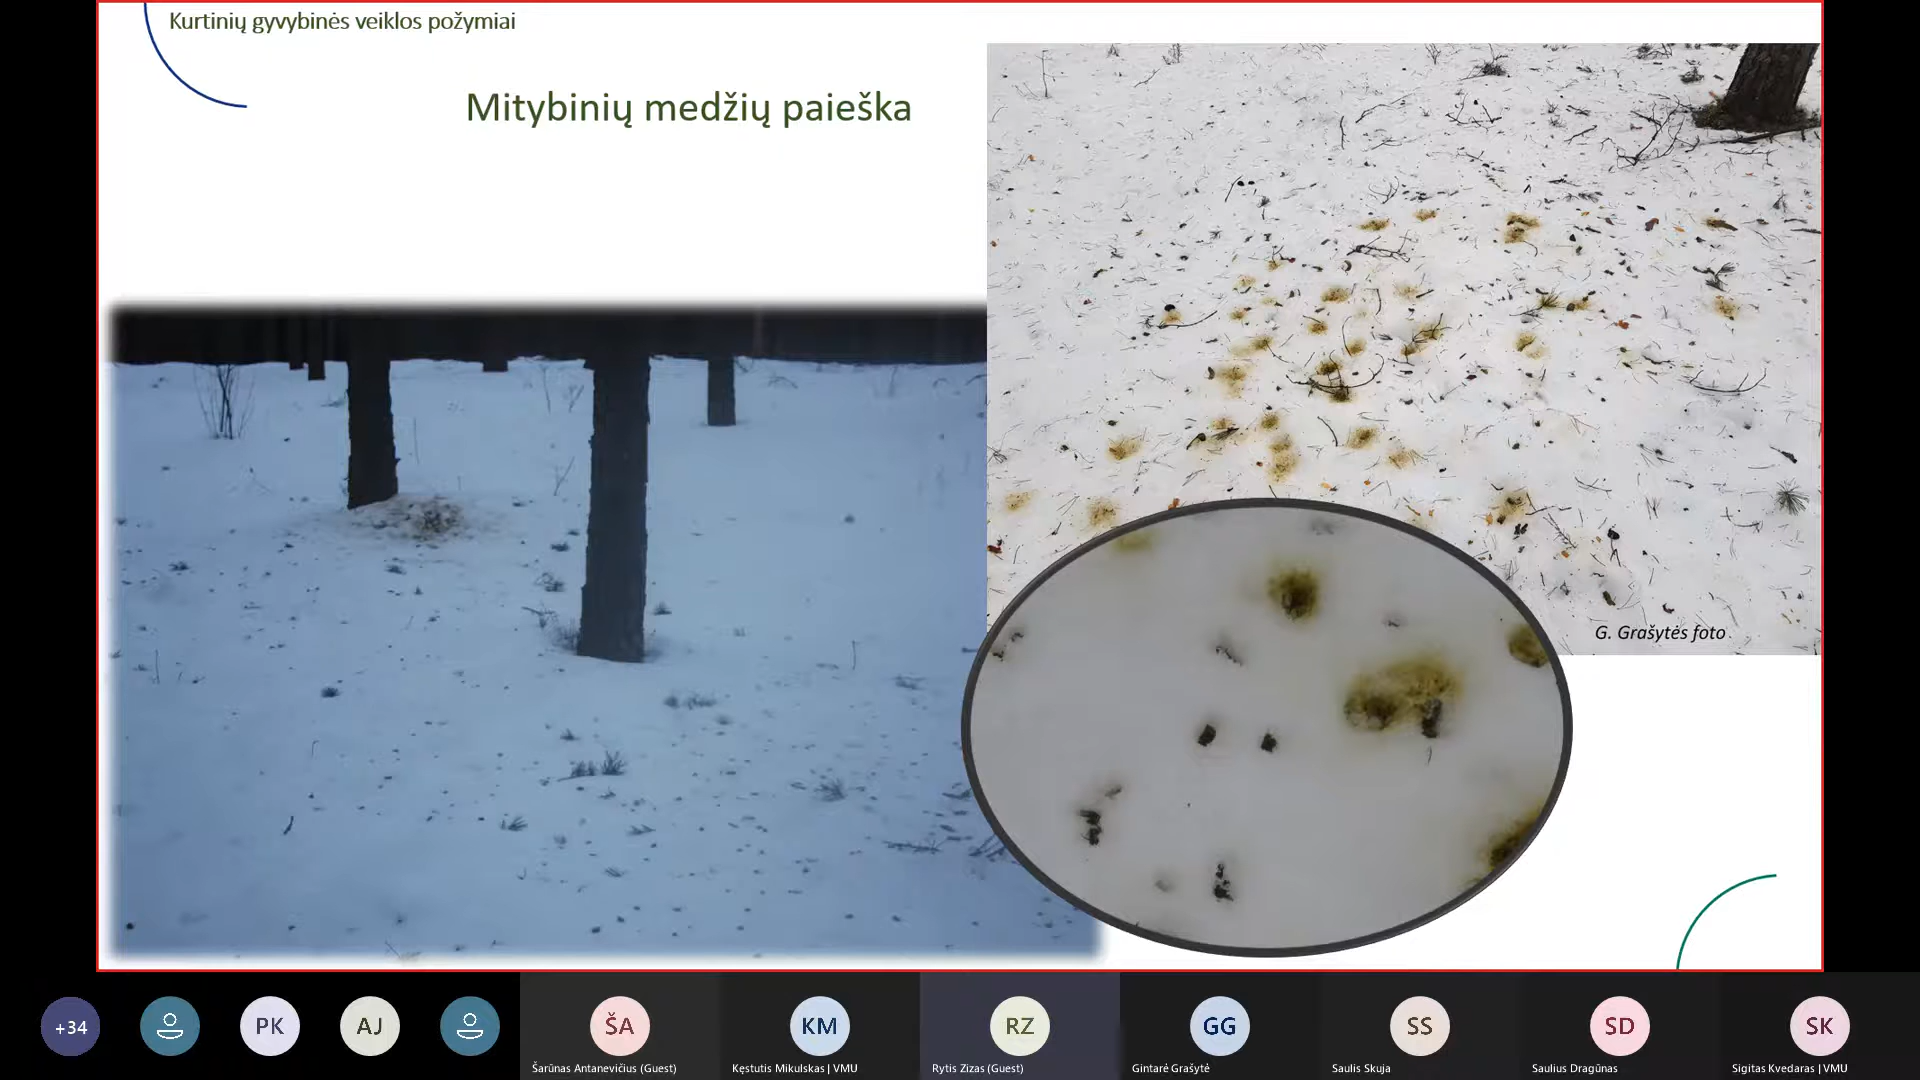 Kurtinių gyvybinės veiklos požymiai
Mitybinių medžių paieška
G. Grašytės foto
+34
PK
AJ
ŠA
KM
RZ
GG
SS
SD
SK
Šarūnas Antanevičius (Guest)
Kęstutis Mikulskas | VMU
Rytis Zizas (Guest)
Gintarė Grašytė
Saulis Skuja
Saulius Dragūnas
Sigitas Kvedaras | VMU